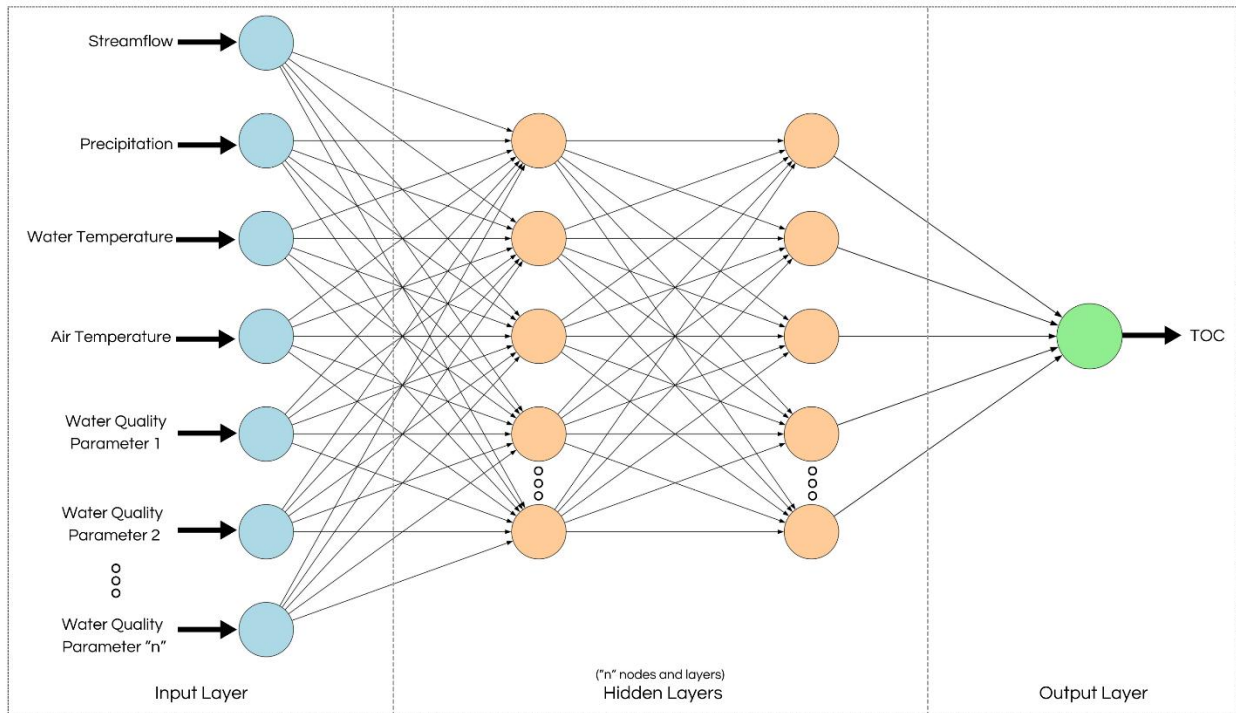 Streamflow
Precipitation
Water Temperature
Air Temperature
Water Quality
Parameter 1
Water Quality
Parameter 2
Water Quality
Parameter "n"
TOC
Input Layer
("n" nodes and layers)
Hidden Layers
Output Layer